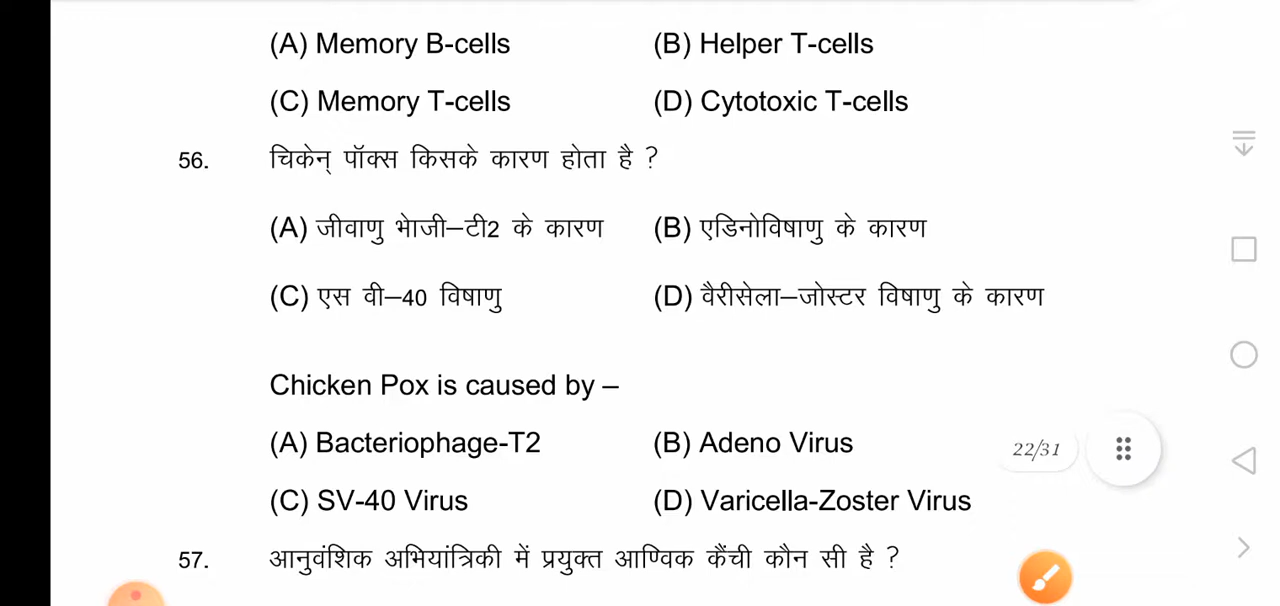 (A) Memory B-cells (B) Helper T-cells
(C) Memory T-cells (D) Cytotoxic T-cells
56. चिकेन् पॉक्स किसके कारण होता है ?
(A) जीवाणु भेाजी–टी2 के कारण (B) एडिनोविषाणु के कारण
(C) एस वी–40 विषाणु (D) वैरीसेला–जोस्टर विषाणु के कारण
Chicken Pox is caused by –
(A) Bacteriophage-T2 (B) Adeno Virus
22/31
(C) SV-40 Virus (D) Varicella-Zoster Virus
57. आनुवंशिक अभियांत्रिकी में प्रयुक्त आण्विक कैंची कौन सी है ?